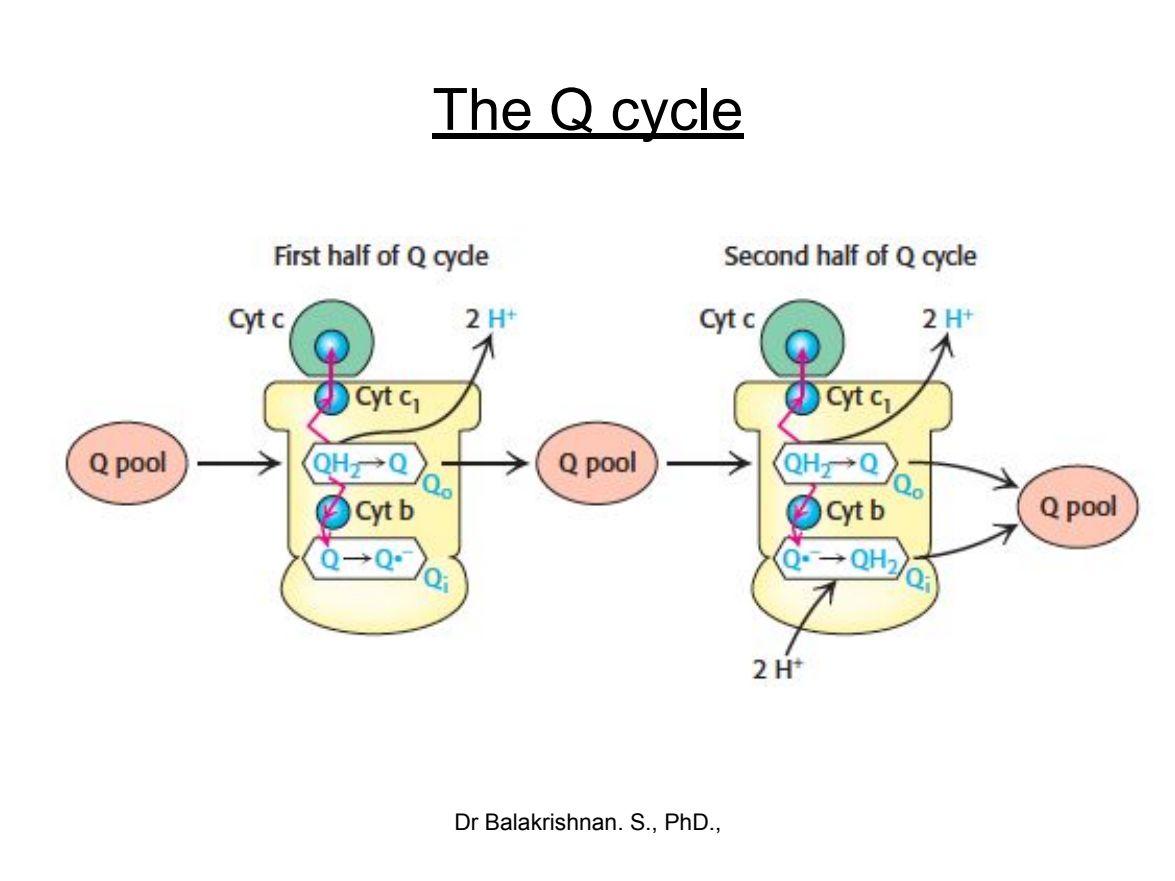 The Q cycle
First half of Q cycle
Cyt c
2 H⁺
Cyt c₁
Q pool
QH₂→Q
Qₒ
Cyt b
Q→Q•⁻
Qᵢ
Q pool
Second half of Q cycle
Cyt c
2 H⁺
Cyt c₁
QH₂→Q
Qₒ
Cyt b
Q•⁻→QH₂
Qᵢ
2 H⁺
Q pool
Dr Balakrishnan. S., PhD.,